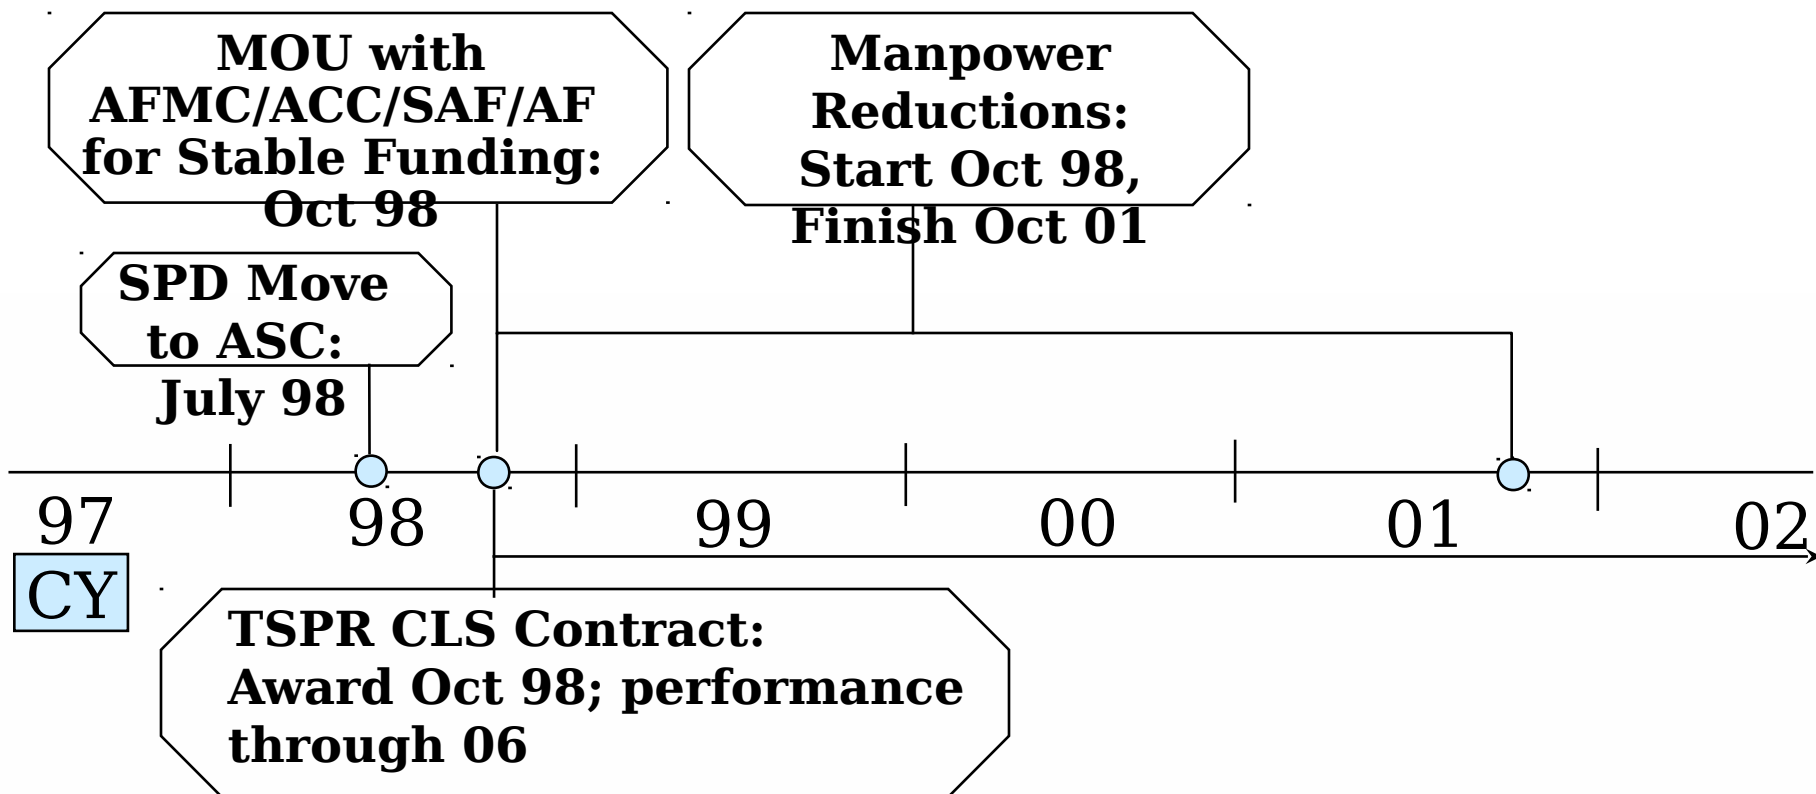 MOU with
AFMC/ACC/SAF/AF
for Stable Funding:
Oct 98
Manpower
Reductions:
Start Oct 98,
Finish Oct 01
SPD Move
to ASC:
July 98
97
98
99
00
01
02
CY
TSPR CLS Contract:
Award Oct 98; performance
through 06